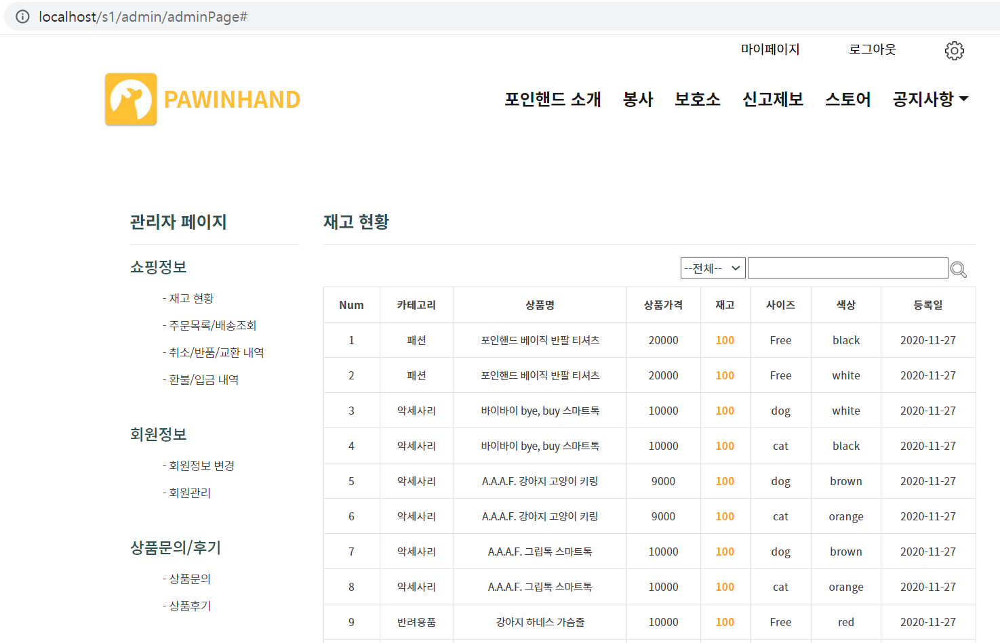 localhost/s1/admin/adminPage#
마이페이지 로그아웃
PAWINHAND 포인핸드 소개 봉사 보호소 신고제보 스토어 공지사항
관리자 페이지
쇼핑정보
- 재고 현황
- 주문목록/배송조회
- 취소/반품/교환 내역
- 환불/입금 내역
회원정보
- 회원정보 변경
- 회원관리
상품문의/후기
- 상품문의
- 상품후기
재고 현황
--전체--
Num 카테고리 상품명 상품가격 재고 사이즈 색상 등록일
1 패션 포인핸드 베이직 반팔 티셔츠 20000 100 Free black 2020-11-27
2 패션 포인핸드 베이직 반팔 티셔츠 20000 100 Free white 2020-11-27
3 악세사리 바이바이 bye, buy 스마트톡 10000 100 dog white 2020-11-27
4 악세사리 바이바이 bye, buy 스마트톡 10000 100 cat black 2020-11-27
5 악세사리 A.A.A.F. 강아지 고양이 키링 9000 100 dog brown 2020-11-27
6 악세사리 A.A.A.F. 강아지 고양이 키링 9000 100 cat orange 2020-11-27
7 악세사리 A.A.A.F. 그립톡 스마트톡 10000 100 dog brown 2020-11-27
8 악세사리 A.A.A.F. 그립톡 스마트톡 10000 100 cat orange 2020-11-27
9 반려용품 강아지 하네스 가슴줄 10000 100 Free red 2020-11-27